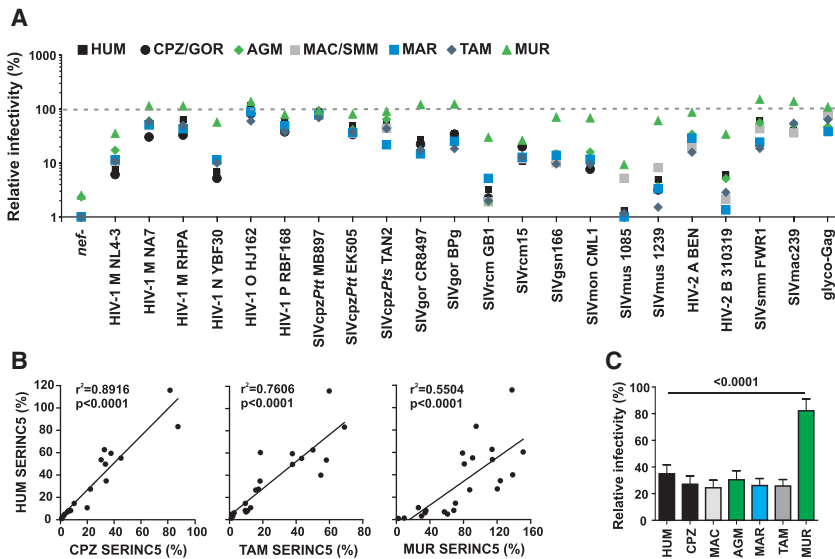 A
HUM CPZ/GOR AGM MAC/SMM MAR TAM MUR
Relative infectivity (%)
1000
100
10
1
nef-
HIV-1 M NL4-3
HIV-1 M NA7
HIV-1 M RHPA
HIV-1 N YBF30
HIV-1 O HJ162
HIV-1 P RBF168
SIVcpzPtt MB897
SIVcpzPtt EK505
SIVcpzPts TAN2
SIVgor CR8497
SIVgor BPg
SIVrcm GB1
SIVrcm15
SIVgsn166
SIVmon CML1
SIVmus 1085
SIVmus 1239
HIV-2 A BEN
HIV-2 B 310319
SIVsmm FWR1
SIVmac239
glyco-Gag
B
HUM SERINC5 (%)
120
100
80
60
40
20
0
r²=0.8916
p<0.0001
0 25 50 75 100
CPZ SERINC5 (%)
r²=0.7606
p<0.0001
0 20 40 60 80
TAM SERINC5 (%)
r²=0.5504
p<0.0001
0 30 60 90 120 150
MUR SERINC5 (%)
C
<0.0001
Relative infectivity (%)
100
80
60
40
20
0
HUM
CPZ
MAC
AGM
MAR
TAM
MUR